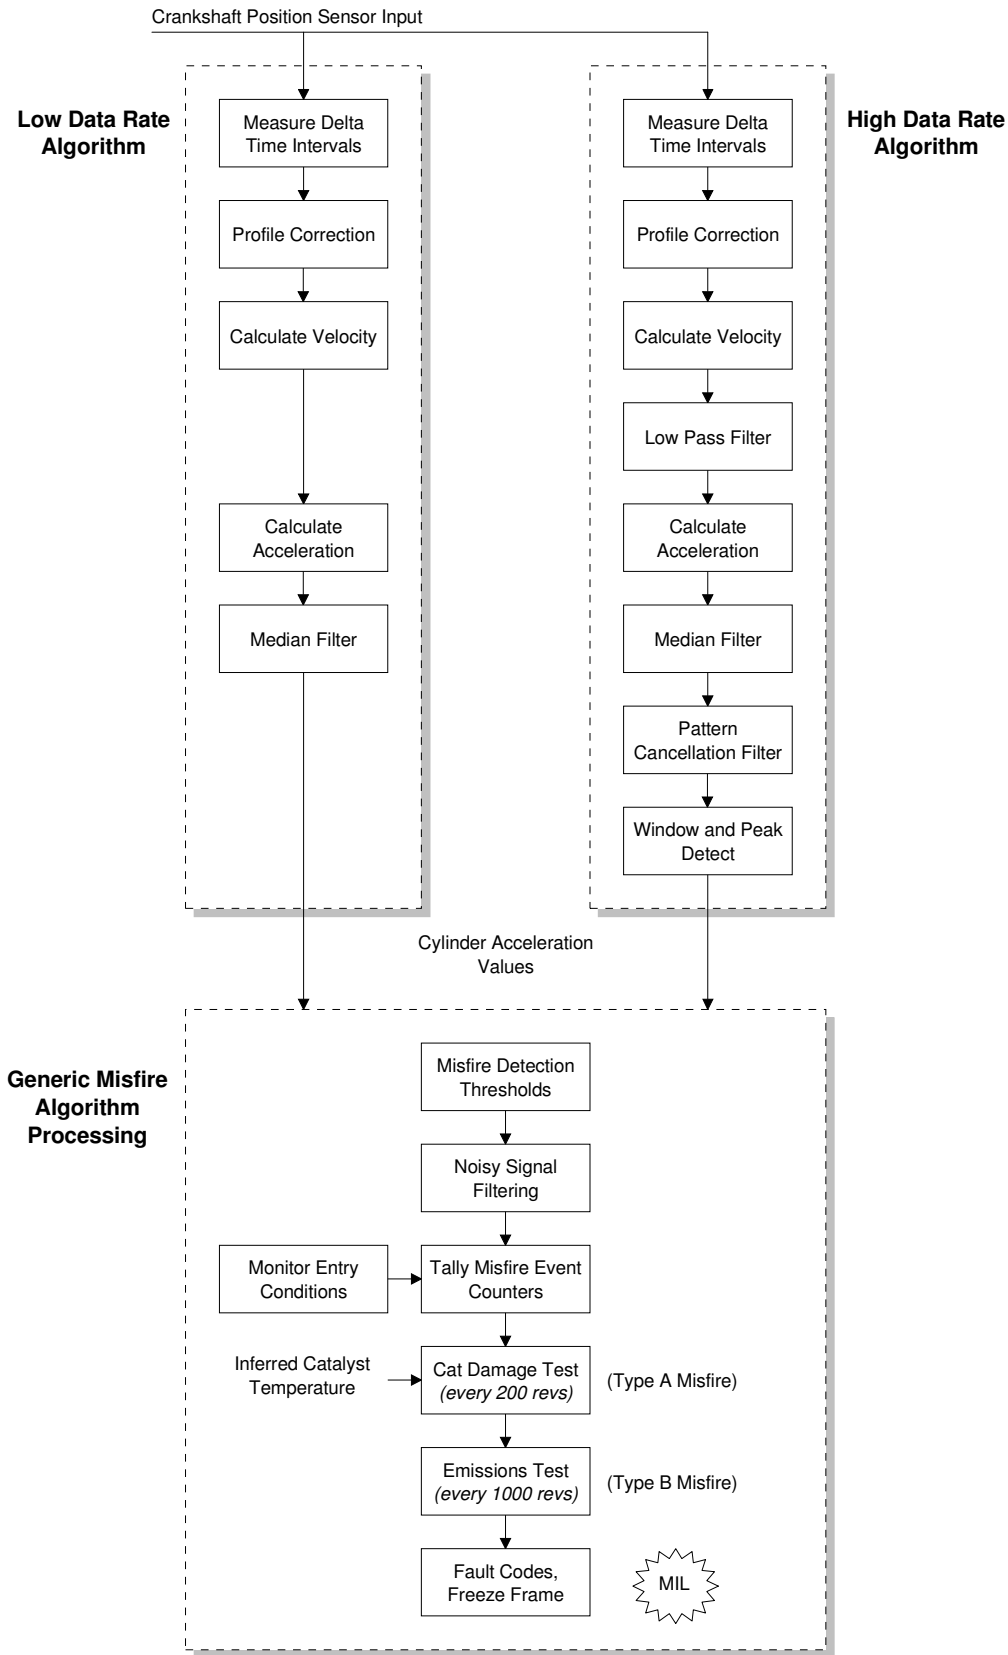 Crankshaft Position Sensor Input
Low Data Rate
Algorithm
Measure Delta
Time Intervals
Profile Correction
Calculate Velocity
Calculate
Acceleration
Median Filter
High Data Rate
Algorithm
Measure Delta
Time Intervals
Profile Correction
Calculate Velocity
Low Pass Filter
Calculate
Acceleration
Median Filter
Pattern
Cancellation Filter
Window and Peak
Detect
Cylinder Acceleration
Values
Generic Misfire
Algorithm
Processing
Misfire Detection
Thresholds
Noisy Signal
Filtering
Monitor Entry
Conditions
Tally Misfire Event
Counters
Inferred Catalyst
Temperature
Cat Damage Test
(every 200 revs)
(Type A Misfire)
Emissions Test
(every 1000 revs)
(Type B Misfire)
Fault Codes,
Freeze Frame
MIL